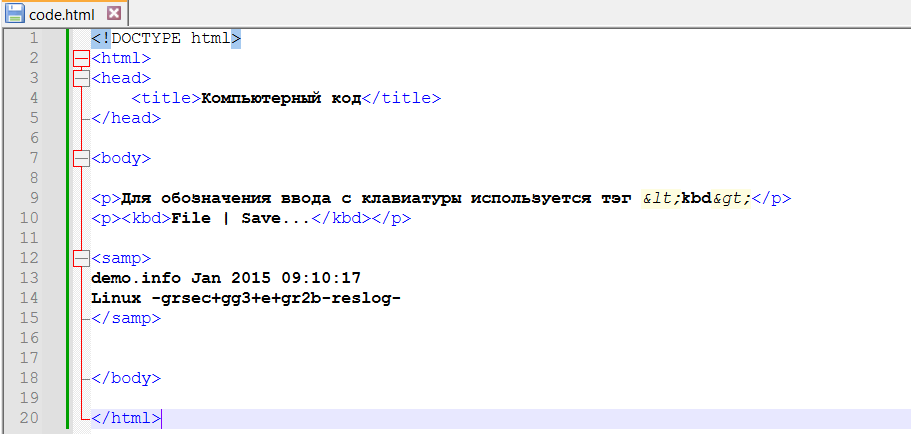 code.html
1 <!DOCTYPE html>
2 <html>
3 <head>
4 <title>Компьютерный код</title>
5 </head>
6
7 <body>
8
9 <p>Для обозначения ввода с клавиатуры используется тэг &lt;kbd&gt;</p>
10 <p><kbd>File | Save...</kbd></p>
11
12 <samp>
13 demo.info Jan 2015 09:10:17
14 Linux -grsec+gg3+e+gr2b-reslog-
15 </samp>
16
17
18 </body>
19
20 </html>